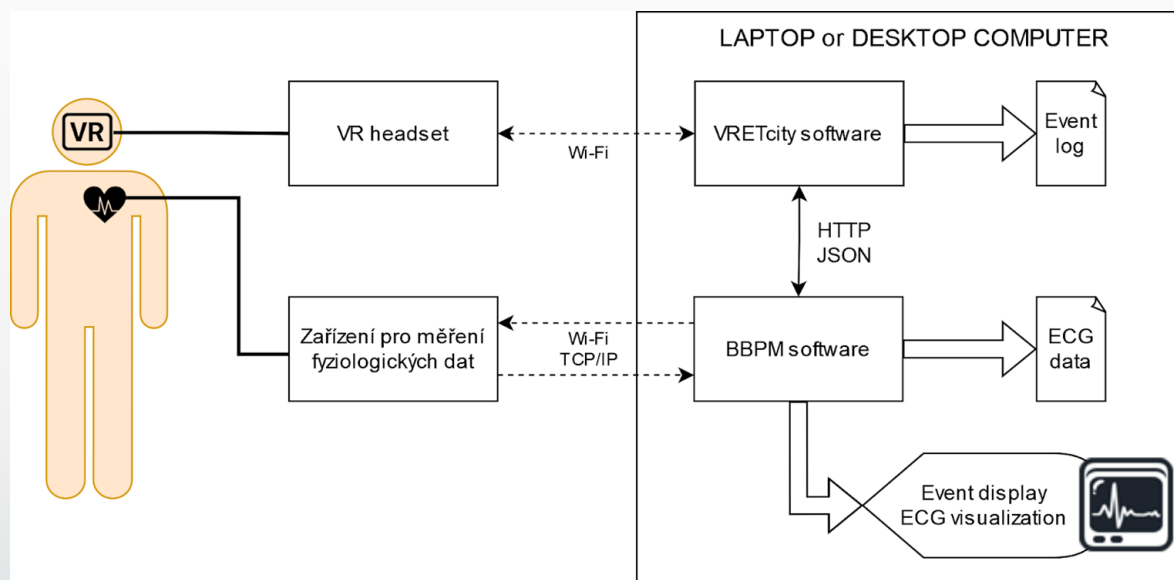 LAPTOP or DESKTOP COMPUTER
VR
VR headset
Wi-Fi
VRETcity software
Event
log
HTTP
JSON
Zařízení pro měření
fyziologických dat
Wi-Fi
TCP/IP
BBPM software
ECG
data
Event display
ECG visualization